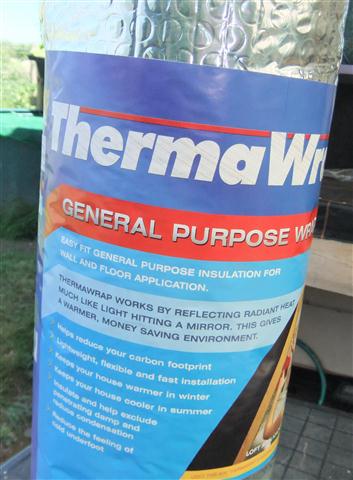 ThermaWr
GENERAL PURPOSE WR
EASY FIT GENERAL PURPOSE INSULATION FOR
WALL AND FLOOR APPLICATION.
THERMAWRAP WORKS BY REFLECTING RADIANT HEAT
MUCH LIKE LIGHT HITTING A MIRROR. THIS GIVES
A WARMER, MONEY SAVING ENVIRONMENT.
Helps reduce your carbon footprint
Lightweight, flexible and fast installation
Keeps your house warmer in winter
Keeps your house cooler in summer
Insulate and help exclude
penetrating damp and
reduce condensation
Reduce the feeling of
cold underfoot
LOFT